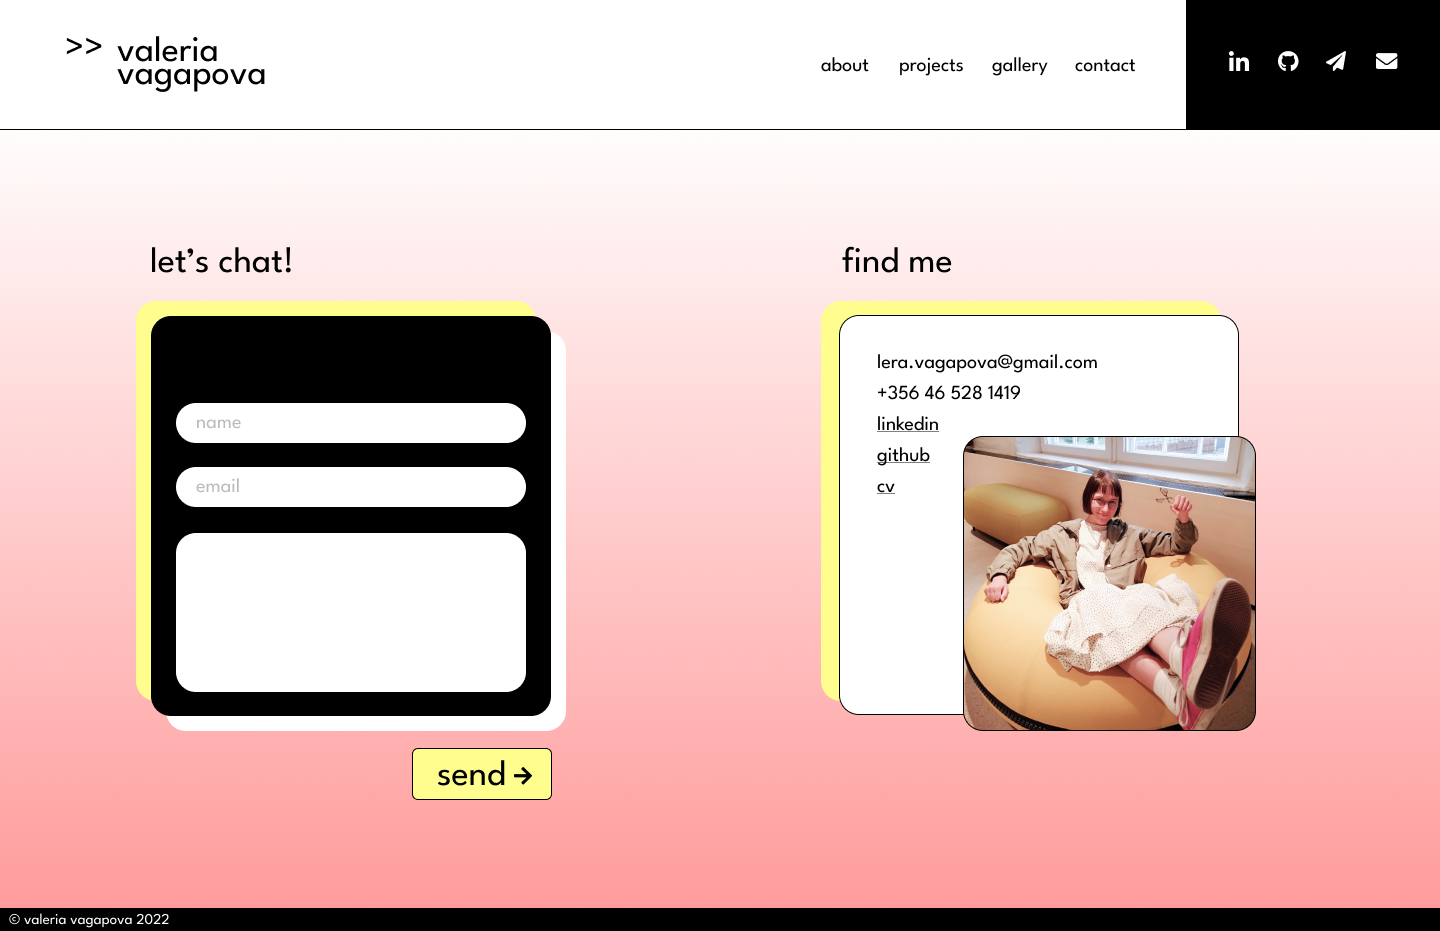 >> valeria
vagapova
about projects gallery contact
let’s chat!
name
email
send →
find me
lera.vagapova@gmail.com
+356 46 528 1419
linkedin
github
cv
© valeria vagapova 2022